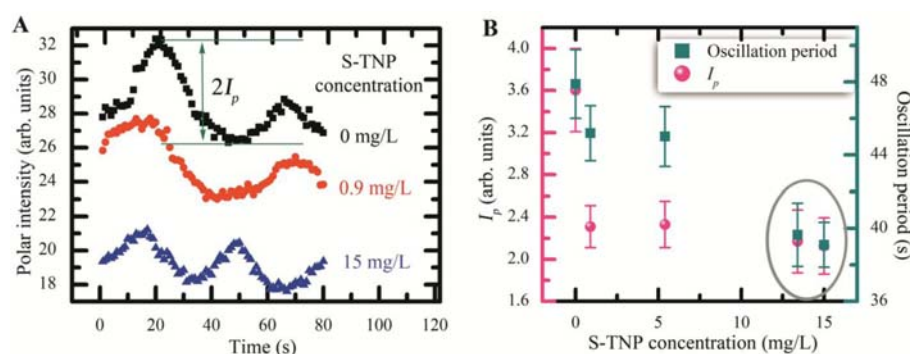 A
Polar intensity (arb. units)
32
30
28
26
24
22
20
18
2Ip
S-TNP
concentration
0 mg/L
0.9 mg/L
15 mg/L
0 20 40 60 80 100 120
Time (s)
B
Ip (arb. units)
4.0
3.6
3.2
2.8
2.4
2.0
1.6
Oscillation period
Ip
48
44
40
36
Oscillation period (s)
0 5 10 15
S-TNP concentration (mg/L)